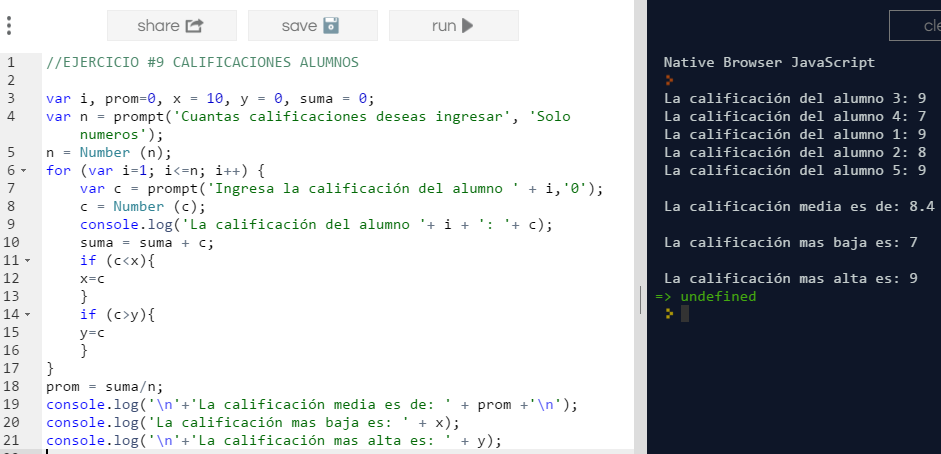 share save run
//EJERCICIO #9 CALIFICACIONES ALUMNOS
var i, prom=0, x = 10, y = 0, suma = 0;
var n = prompt('Cuantas calificaciones deseas ingresar', 'Solo
numeros');
n = Number (n);
for (var i=1; i<=n; i++) {
var c = prompt('Ingresa la calificación del alumno ' + i,'0');
c = Number (c);
console.log('La calificación del alumno '+ i + ': '+ c);
suma = suma + c;
if (c<x){
x=c
}
if (c>y){
y=c
}
}
prom = suma/n;
console.log('\n'+'La calificación media es de: ' + prom +'\n');
console.log('La calificación mas baja es: ' + x);
console.log('\n'+'La calificación mas alta es: ' + y);
1
2
3
4
5
6
7
8
9
10
11
12
13
14
15
16
17
18
19
20
21
Native Browser JavaScript
La calificación del alumno 3: 9
La calificación del alumno 4: 7
La calificación del alumno 1: 9
La calificación del alumno 2: 8
La calificación del alumno 5: 9
La calificación media es de: 8.4
La calificación mas baja es: 7
La calificación mas alta es: 9
=> undefined